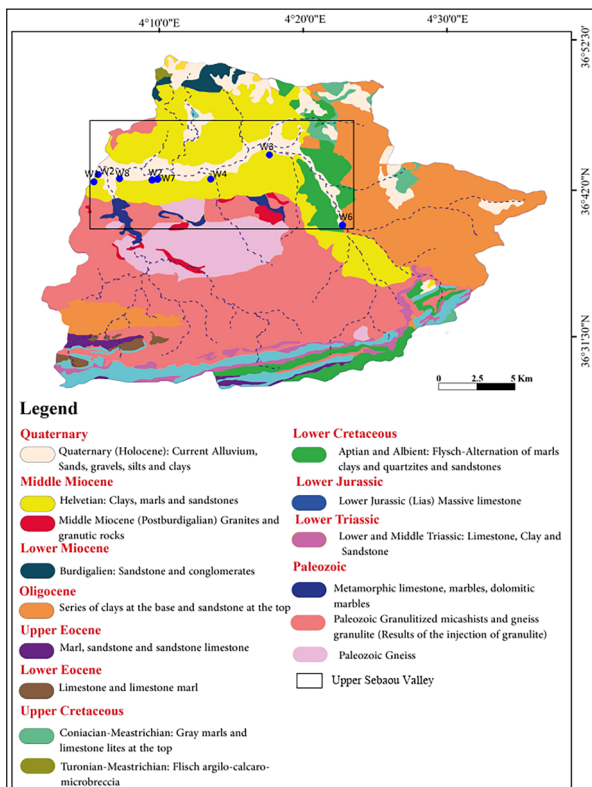 4°10'0"E
4°20'0"E
4°30'0"E
36°52'30"
36°42'0"N
36°31'0"N
W2
W8
W7
W7
W4
W3
W6
0 2.5 5 Km
Legend
Quaternary
Quaternary (Holocene): Current Alluvium,
Sands, gravels, silts and clays
Middle Miocene
Helvetian: Clays, marls and sandstones
Middle Miocene (Postburdigalian) Granites and
granutic rocks
Lower Miocene
Burdigalien: Sandstone and conglomerates
Oligocene
Series of clays at the base and sandstone at the top
Upper Eocene
Marl, sandstone and sandstone limestone
Lower Eocene
Limestone and limestone marl
Upper Cretaceous
Coniacian-Meastrichian: Gray marls and
limestone lites at the top
Turonian-Meastrichian: Flisch argilo-calcaro-
microbreccia
Lower Cretaceous
Aptian and Albient: Flysch-Alternation of marls
clays and quartzites and sandstones
Lower Jurassic
Lower Jurassic (Lias) Massive limestone
Lower Triassic
Lower and Middle Triassic: Limestone, Clay and
Sandstone
Paleozoic
Metamorphic limestone, marbles, dolomitic
marbles
Paleozoic Granulitized micashists and gneiss
granulite (Results of the injection of granulite)
Paleozoic Gneiss
Upper Sebaou Valley